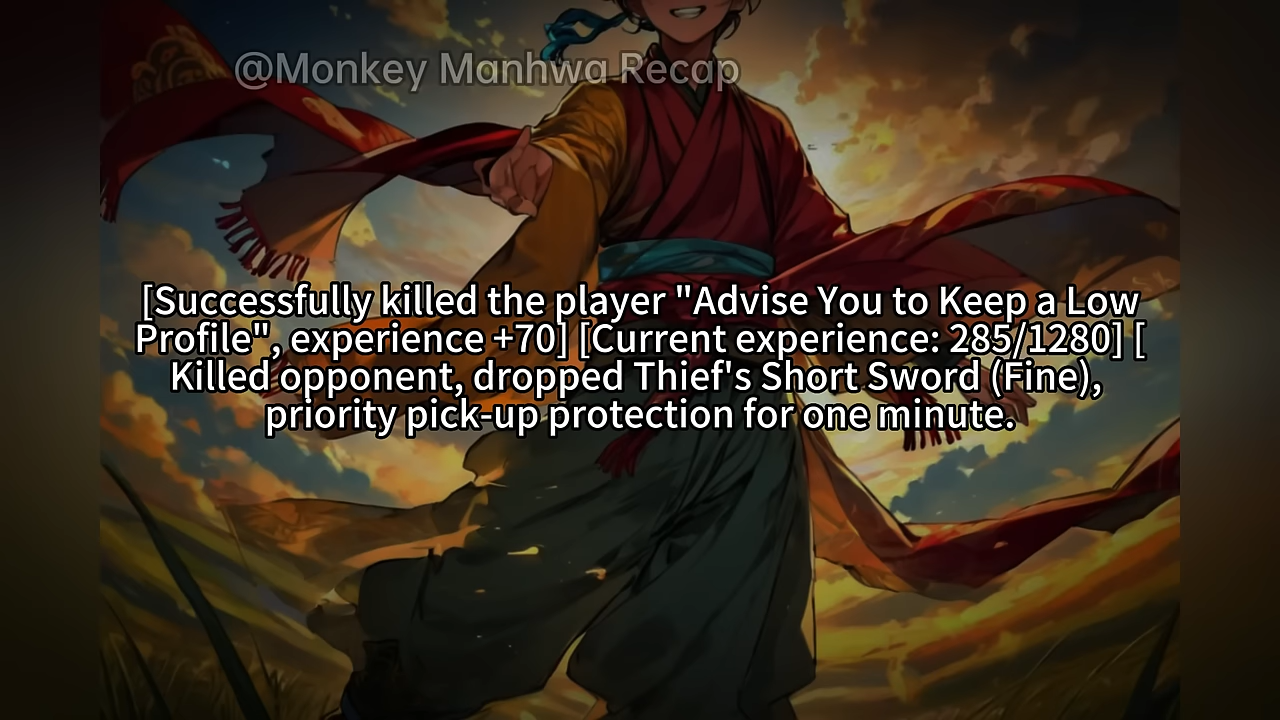 @Monkey Manhwa Recap
[Successfully killed the player "Advise You to Keep a Low
Profile", experience +70] [Current experience: 285/1280] [
Killed opponent, dropped Thief's Short Sword (Fine),
priority pick-up protection for one minute.